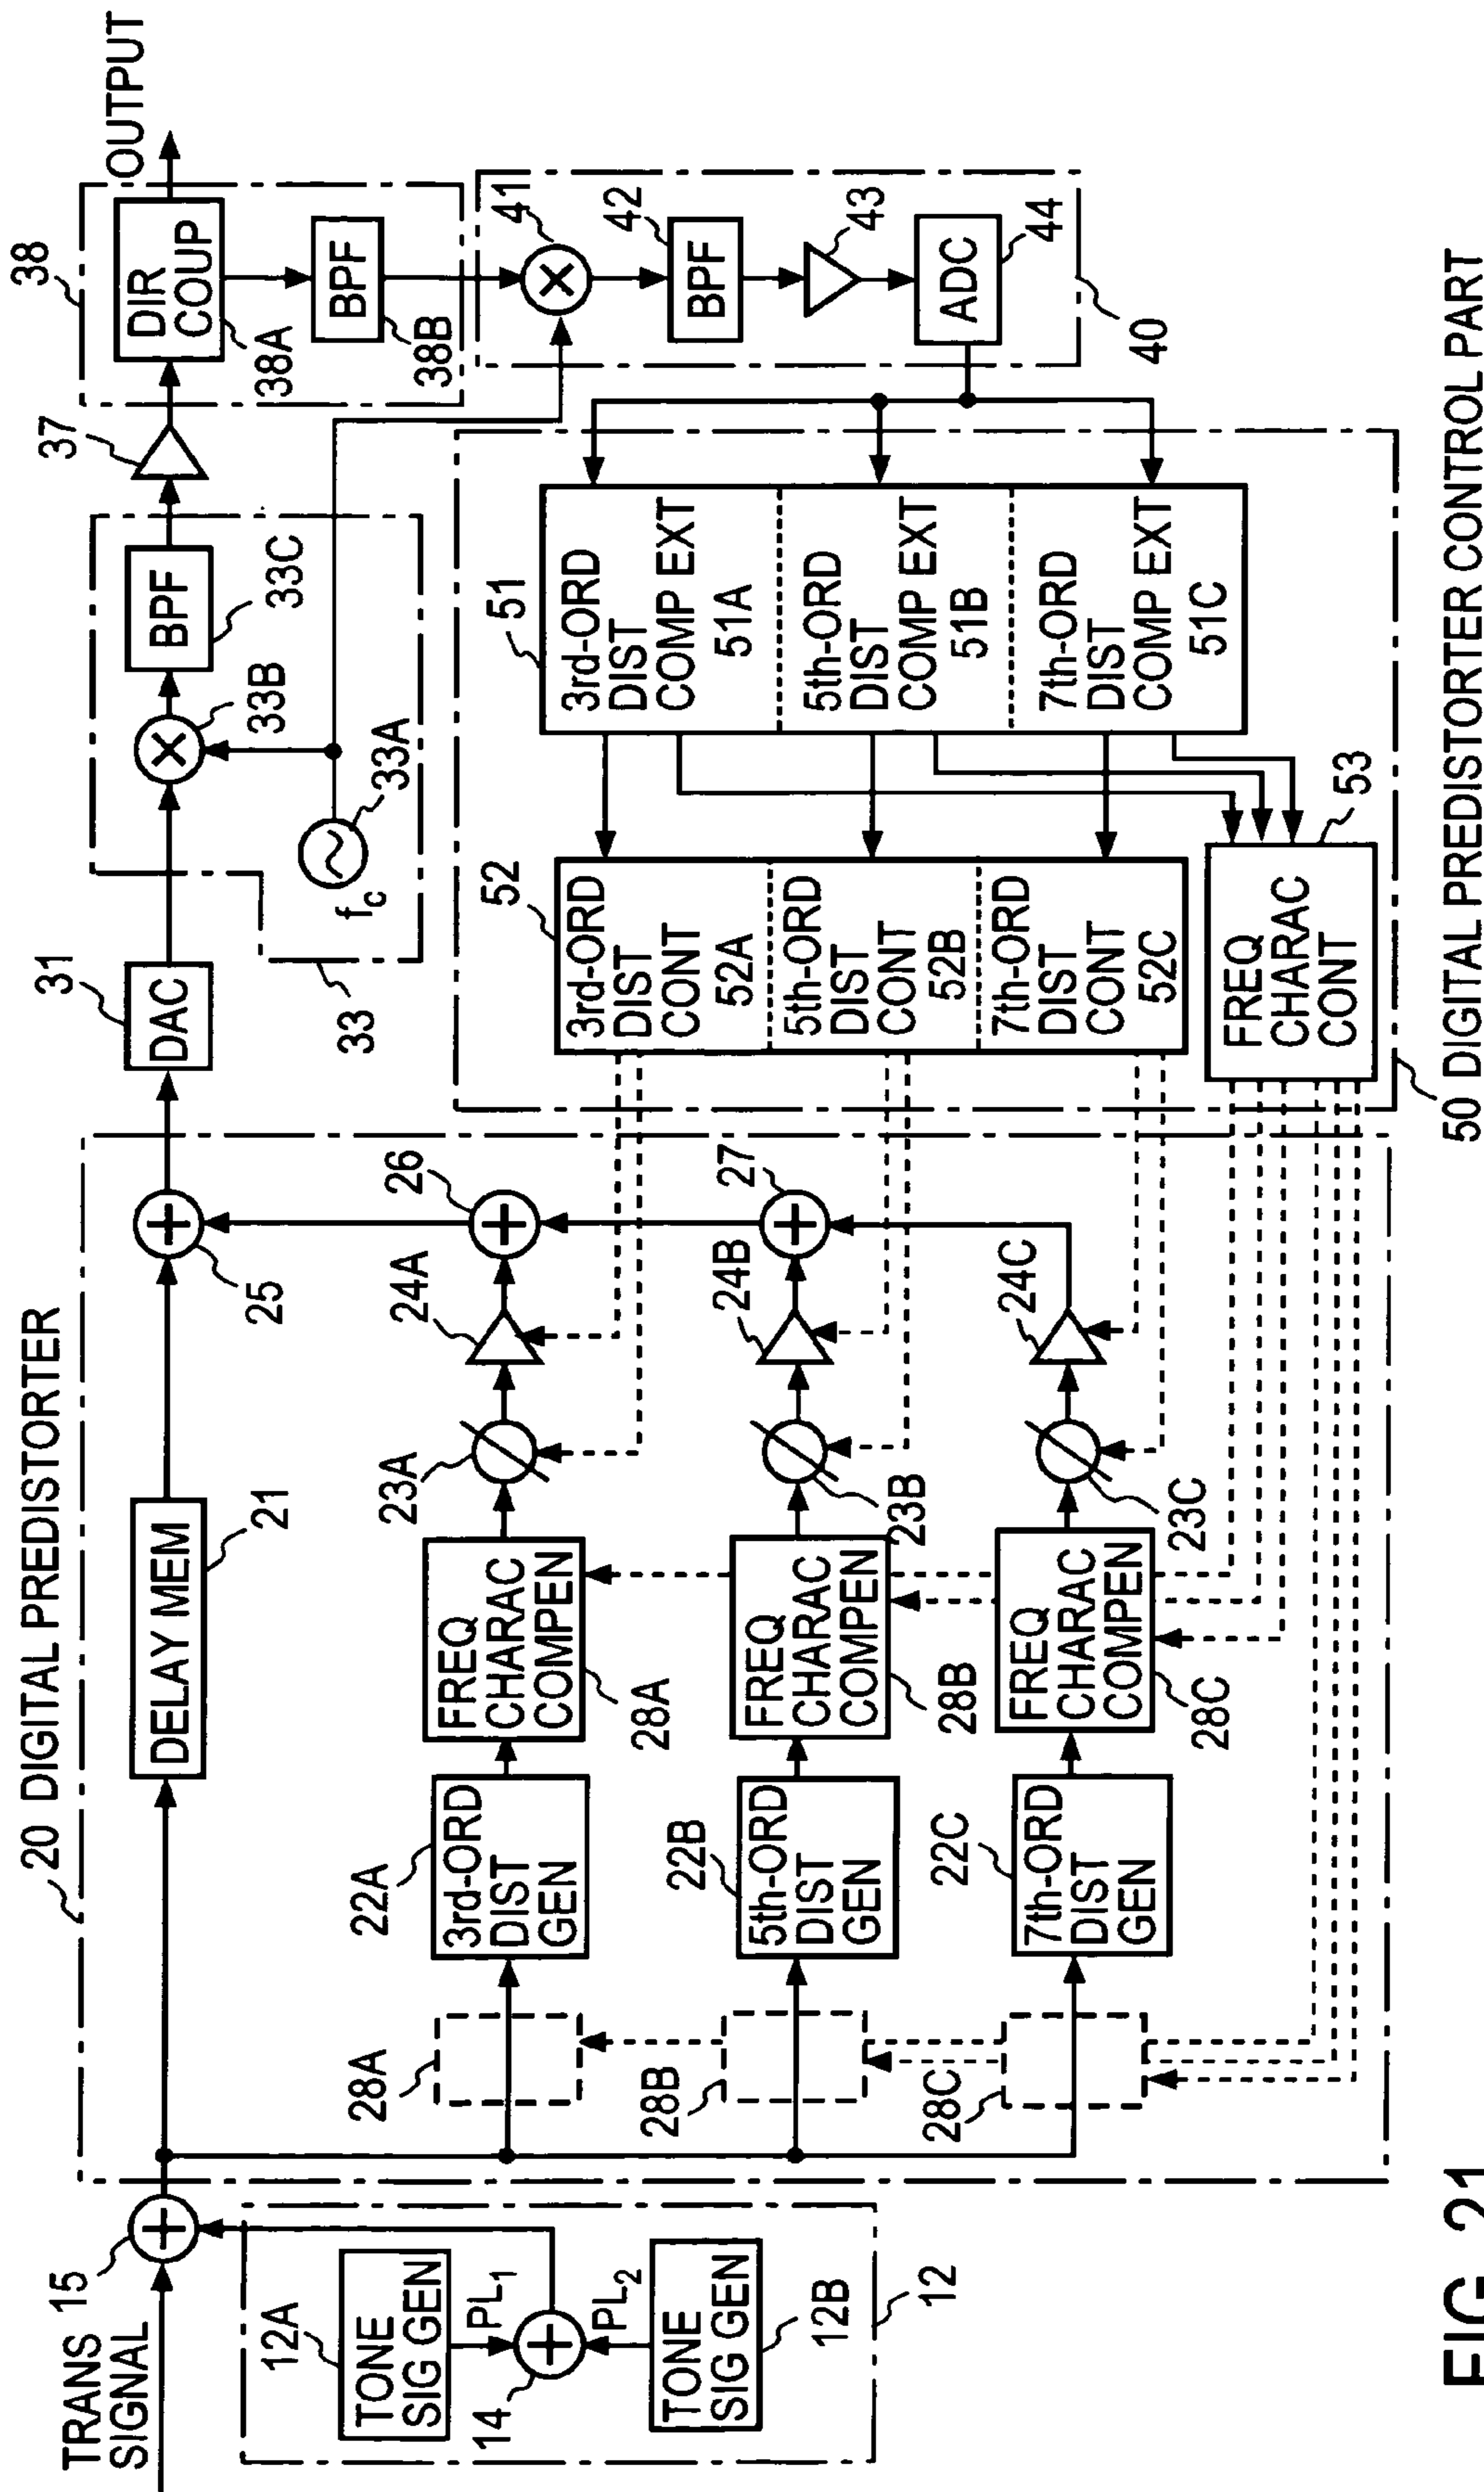 20 DIGITAL PREDISTORTER
TRANS
SIGNAL
15
12A
TONE
SIG GEN
PL1
14
PL2
TONE
SIG GEN
12B
12
DELAY MEM
21
25
28A
22A
3rd-ORD
DIST
GEN
FREQ
CHARAC
COMPEN
28A
23A
24A
26
28B
22B
5th-ORD
DIST
GEN
FREQ
CHARAC
COMPEN
28B
23B
24B
27
28C
22C
7th-ORD
DIST
GEN
FREQ
CHARAC
COMPEN
28C
23C
24C
31
DAC
33
fc
33A
33B
BPF
33C
37
38
DIR
COUP
38A
BPF
38B
OUTPUT
41
42
BPF
43
ADC
44
40
52
3rd-ORD
DIST
CONT
52A
5th-ORD
DIST
CONT
52B
7th-ORD
DIST
CONT
52C
51
3rd-ORD
DIST
COMP EXT
51A
5th-ORD
DIST
COMP EXT
51B
7th-ORD
DIST
COMP EXT
51C
53
FREQ
CHARAC
CONT
50 DIGITAL PREDISTORTER CONTROL PART
FIG. 21